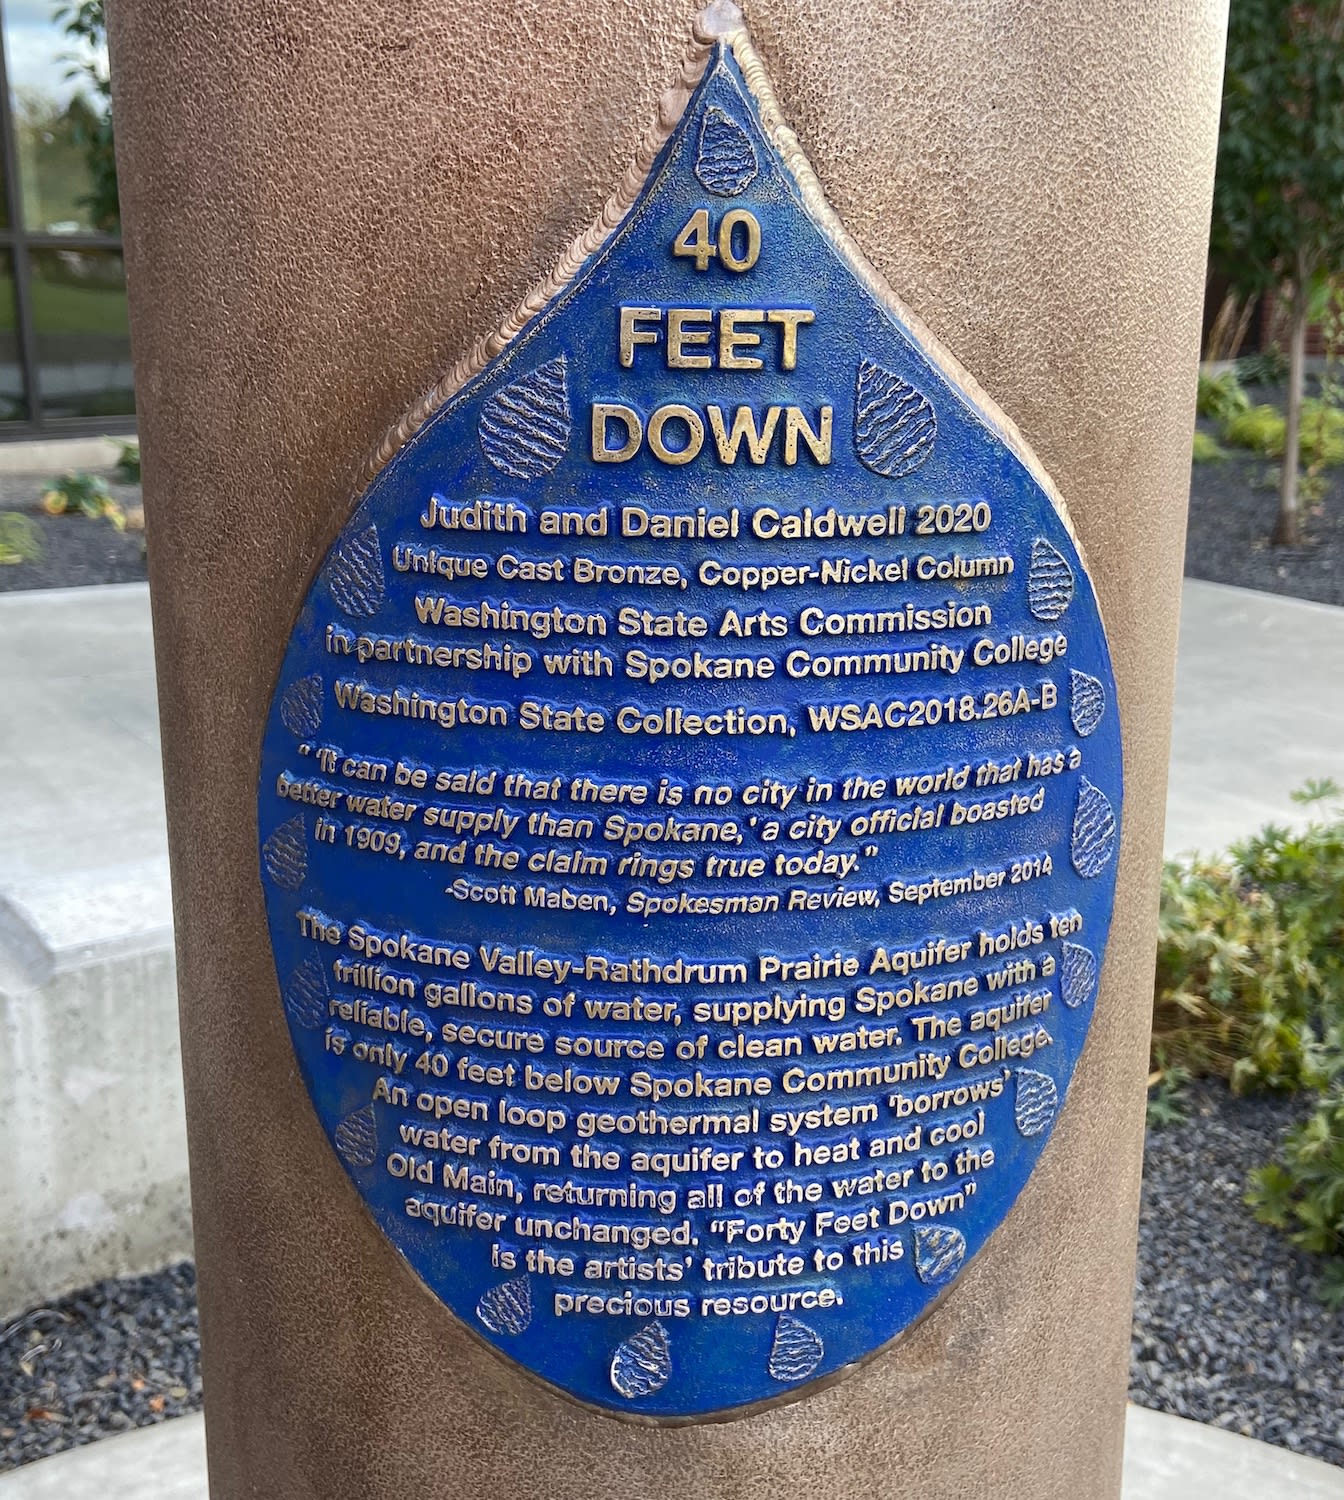 40
FEET
DOWN
Judith and Daniel Caldwell 2020
Unique Cast Bronze, Copper-Nickel Column
Washington State Arts Commission
in partnership with Spokane Community College
Washington State Collection, WSAC2018.26A-B
" 'It can be said that there is no city in the world that has a
better water supply than Spokane,' a city official boasted
in 1909, and the claim rings true today."
-Scott Maben, Spokesman Review, September 2014
The Spokane Valley-Rathdrum Prairie Aquifer holds ten
trillion gallons of water, supplying Spokane with a
reliable, secure source of clean water. The aquifer
is only 40 feet below Spokane Community College.
An open loop geothermal system 'borrows'
water from the aquifer to heat and cool
Old Main, returning all of the water to the
aquifer unchanged. "Forty Feet Down"
is the artists' tribute to this
precious resource.